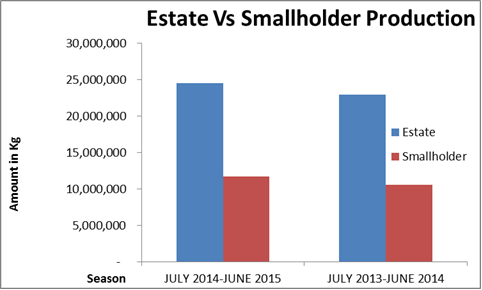 Estate Vs Smallholder Production
30,000,000
25,000,000
20,000,000
15,000,000
10,000,000
5,000,000
-
Amount in Kg
Estate
Smallholder
Season
JULY 2014-JUNE 2015
JULY 2013-JUNE 2014